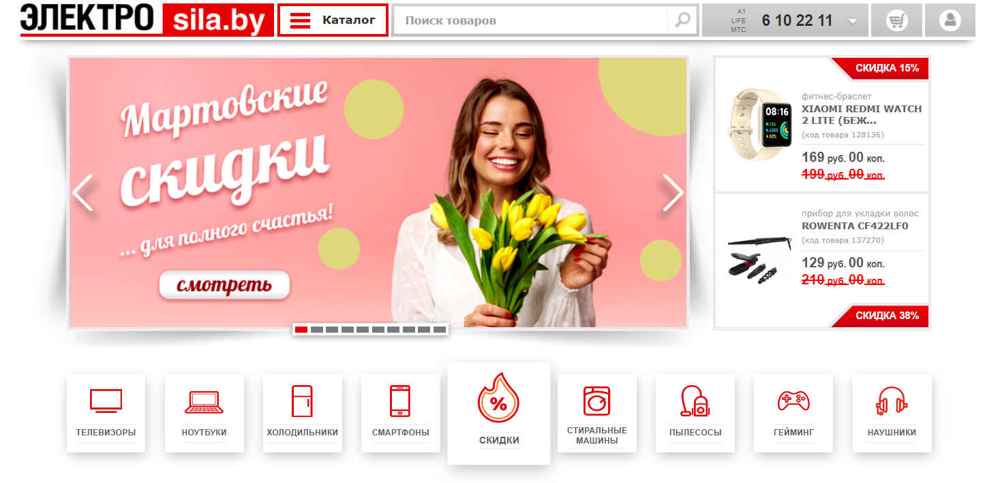 ЭЛЕКТРО sila.by
Каталог
Поиск товаров
A1
LIFE
МТС
6 10 22 11
Мартовские
скидки
... для полного счастья!
смотреть
СКИДКА 15%
08:16
234
6000
80%
фитнес-браслет
XIAOMI REDMI WATCH
2 LITE (БЕЖ...
(код товара 128136)
169 руб. 00 коп.
199 руб. 00 коп.
прибор для укладки волос
ROWENTA CF422LF0
(код товара 137270)
129 руб. 00 коп.
210 руб. 00 коп.
СКИДКА 38%
ТЕЛЕВИЗОРЫ
НОУТБУКИ
ХОЛОДИЛЬНИКИ
СМАРТФОНЫ
%
СКИДКИ
СТИРАЛЬНЫЕ
МАШИНЫ
ПЫЛЕСОСЫ
ГЕЙМИНГ
НАУШНИКИ